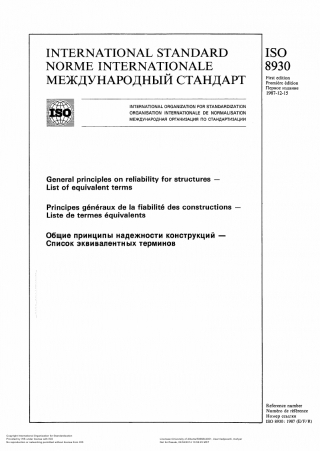 INTERNATIONAL STANDARD
NORME INTERNATIONALE
МЕЖДУНАРОДНЫЙ СТАНДАРТ
ISO
8930
First edition
Première édition
Первое издание
1987-12-15
ISO
INTERNATIONAL ORGANIZATION FOR STANDARDIZATION
ORGANISATION INTERNATIONALE DE NORMALISATION
МЕЖДУНАРОДНАЯ ОРГАНИЗАЦИЯ ПО СТАНДАРТИЗАЦИИ
General principles on reliability for structures —
List of equivalent terms
Principes généraux de la fiabilité des constructions —
Liste de termes équivalents
Общие принципы надежности конструкций —
Список эквивалентных терминов
Reference number
Numéro de référence
Номер ссылки
ISO 8930: 1987 (E/F/R)